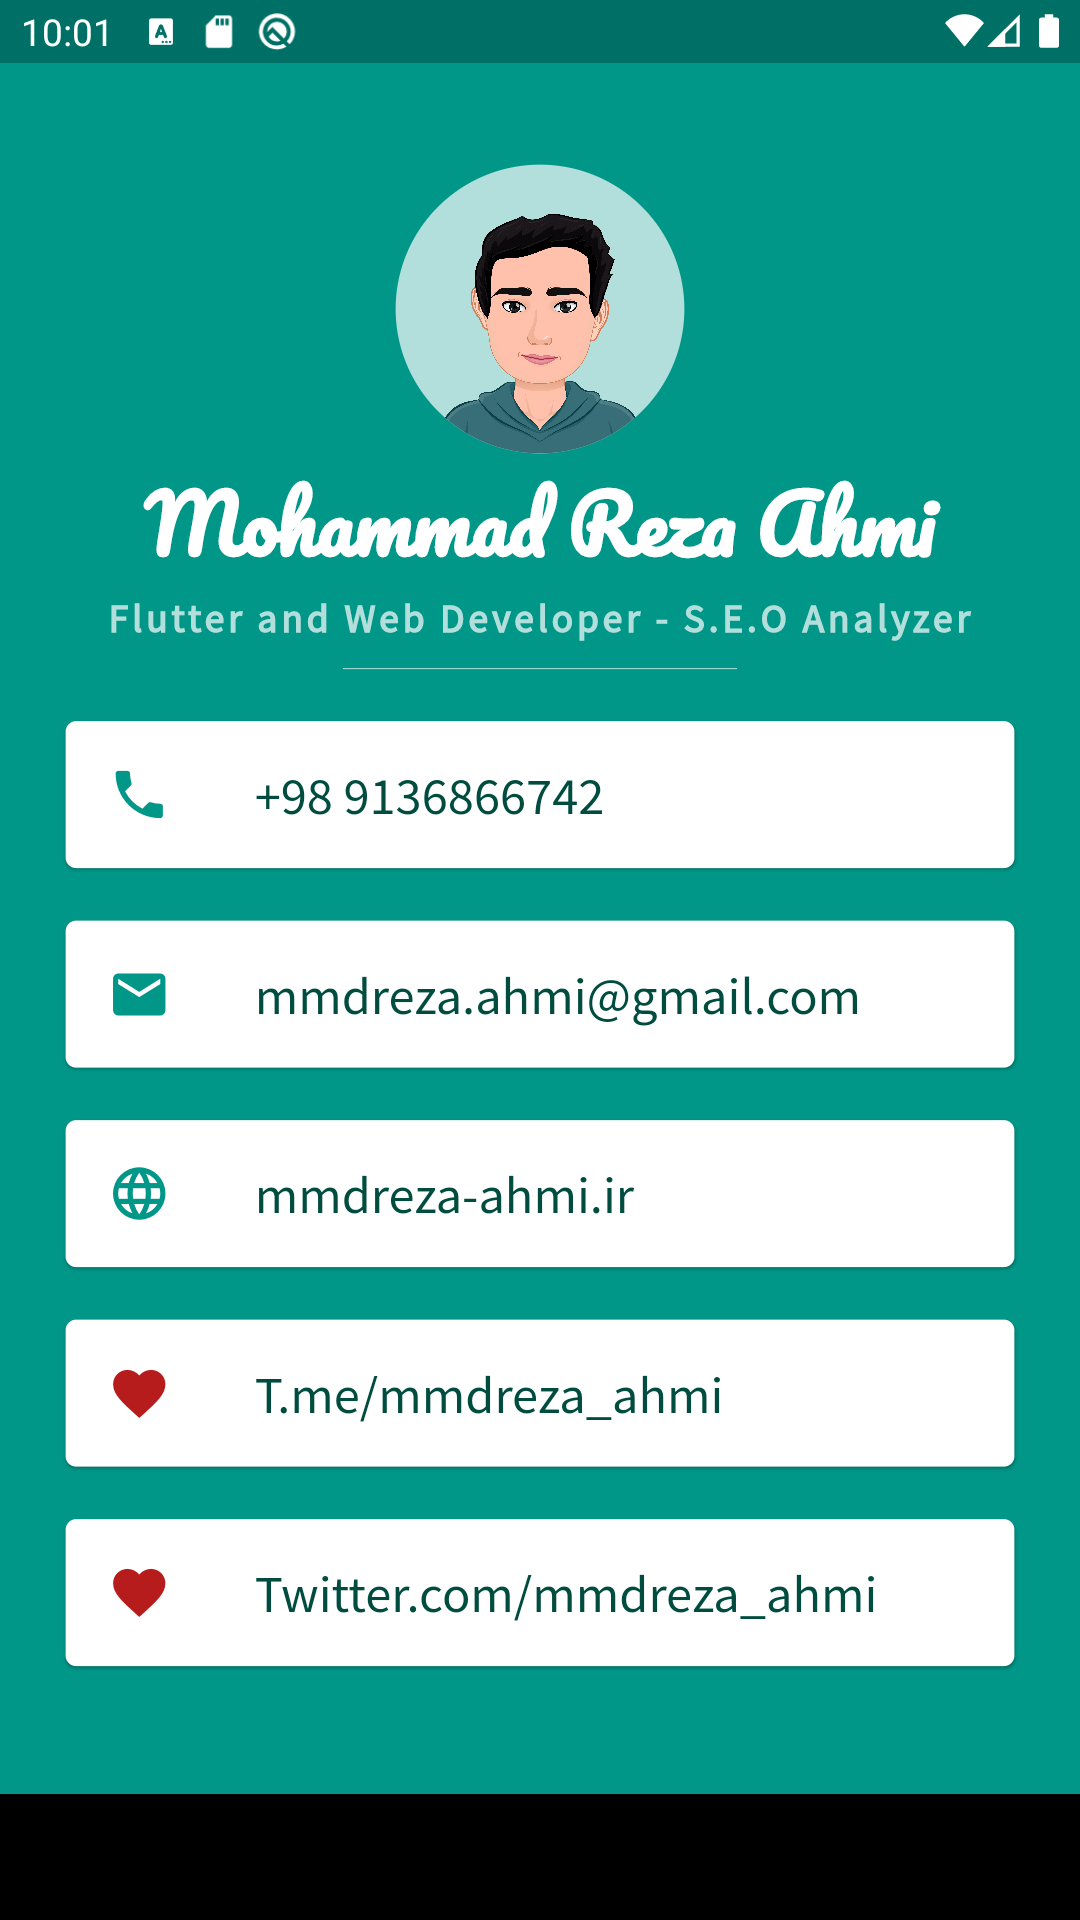 10:01
Mohammad Reza Ahmi
Flutter and Web Developer - S.E.O Analyzer
+98 9136866742
mmdreza.ahmi@gmail.com
mmdreza-ahmi.ir
T.me/mmdreza_ahmi
Twitter.com/mmdreza_ahmi